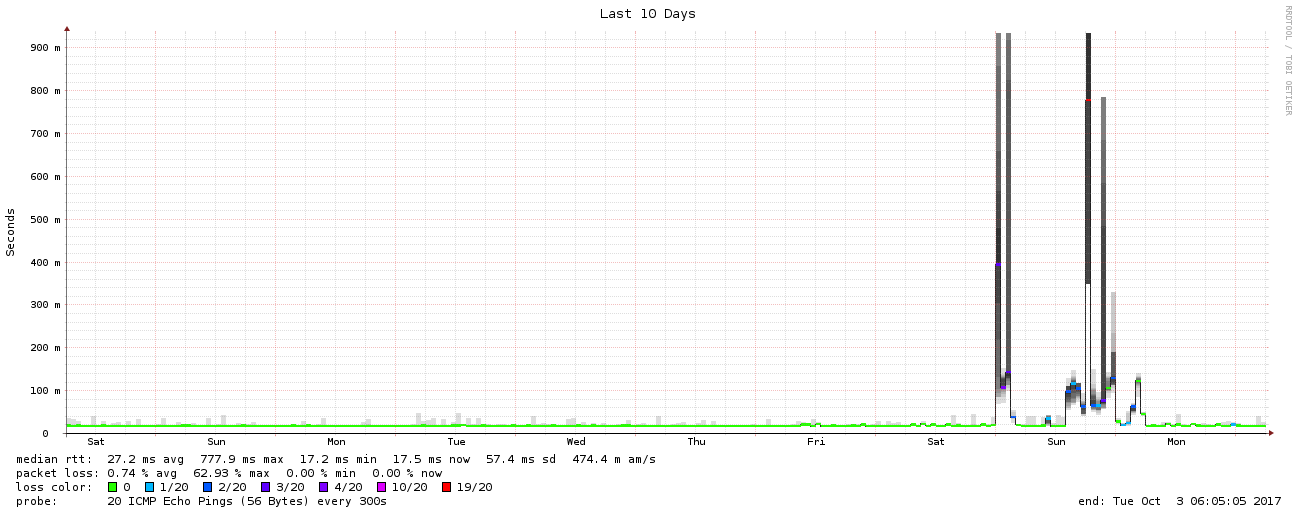 Last 10 Days
RRDTOOL / TOBI OETIKER
Seconds
900 m
800 m
700 m
600 m
500 m
400 m
300 m
200 m
100 m
0
Sat Sun Mon Tue Wed Thu Fri Sat Sun Mon
median rtt: 27.2 ms avg 777.9 ms max 17.2 ms min 17.5 ms now 57.4 ms sd 474.4 m am/s
packet loss: 0.74 % avg 62.93 % max 0.00 % min 0.00 % now
loss color: 0 1/20 2/20 3/20 4/20 10/20 19/20
probe: 20 ICMP Echo Pings (56 Bytes) every 300s end: Tue Oct 3 06:05:05 2017